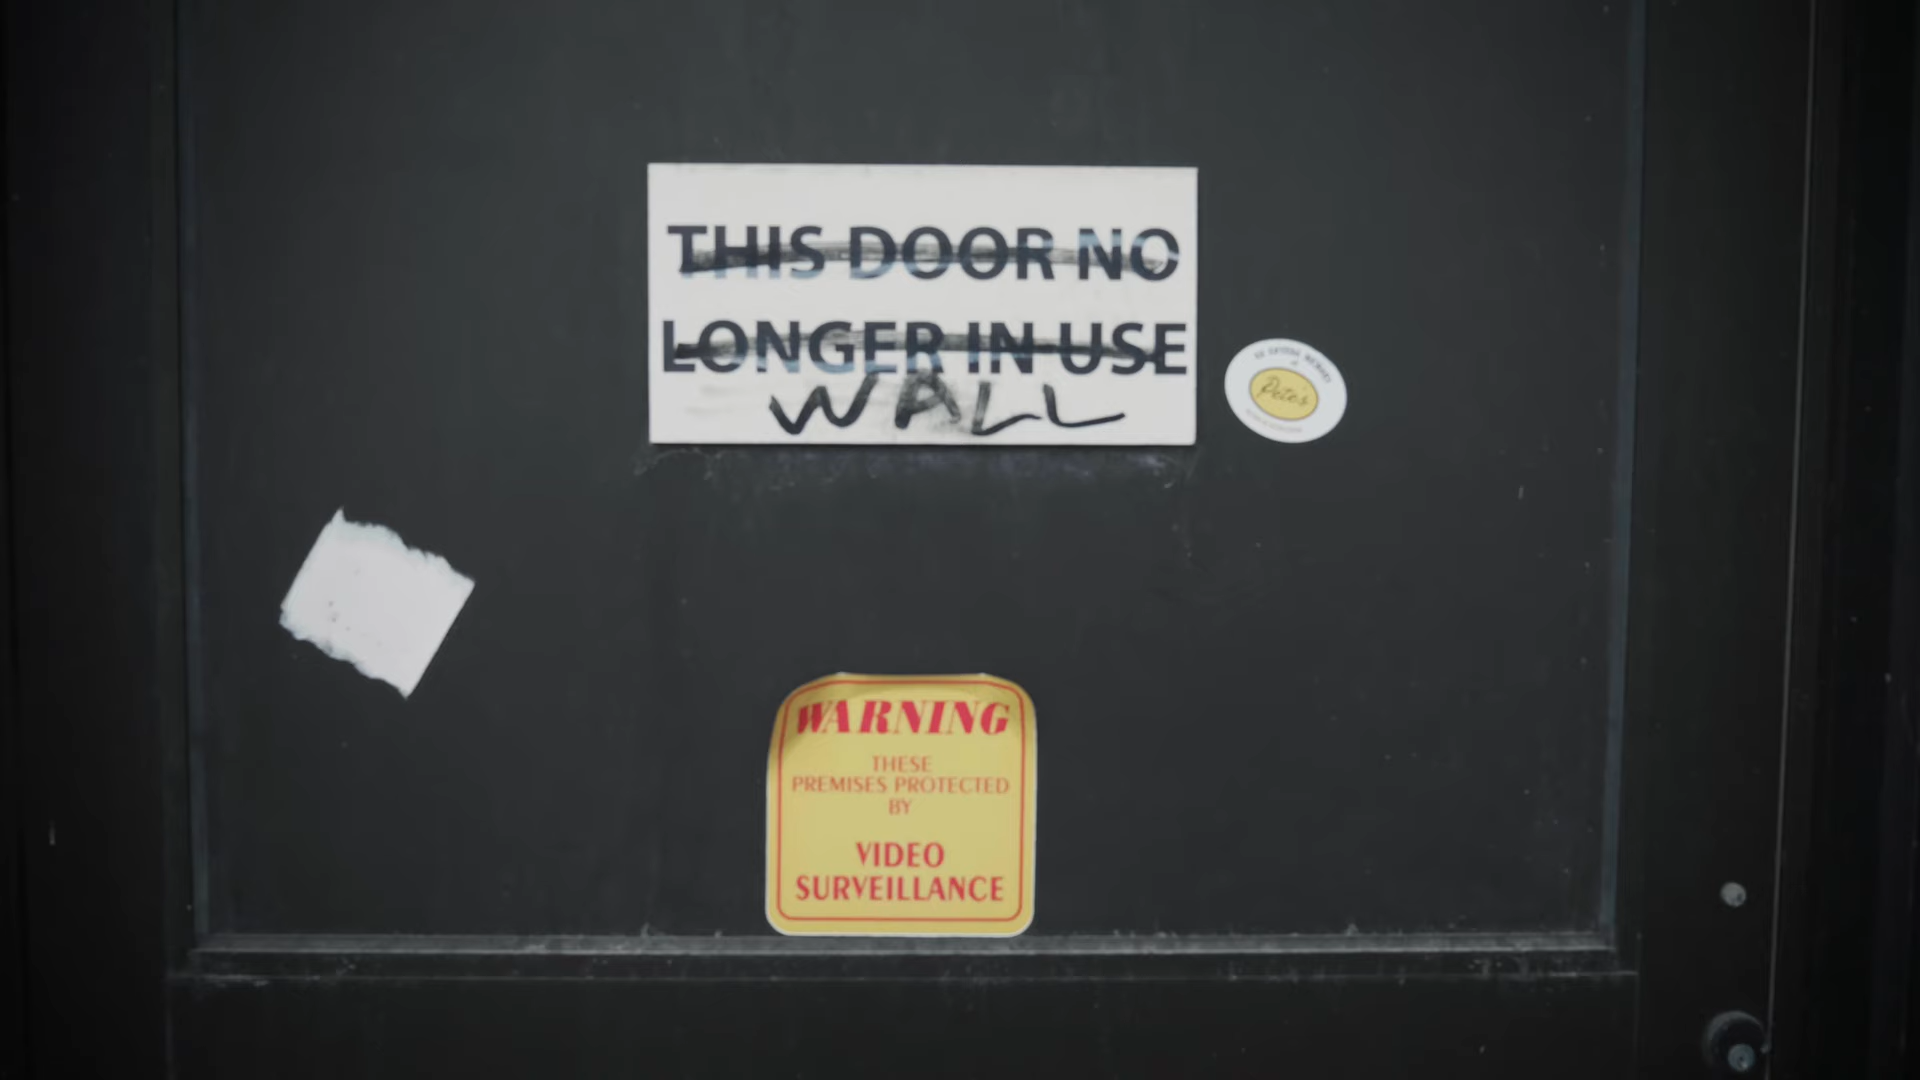 THIS DOOR NO
LONGER IN USE
WALL
Pete's
WARNING
THESE
PREMISES PROTECTED
BY
VIDEO
SURVEILLANCE